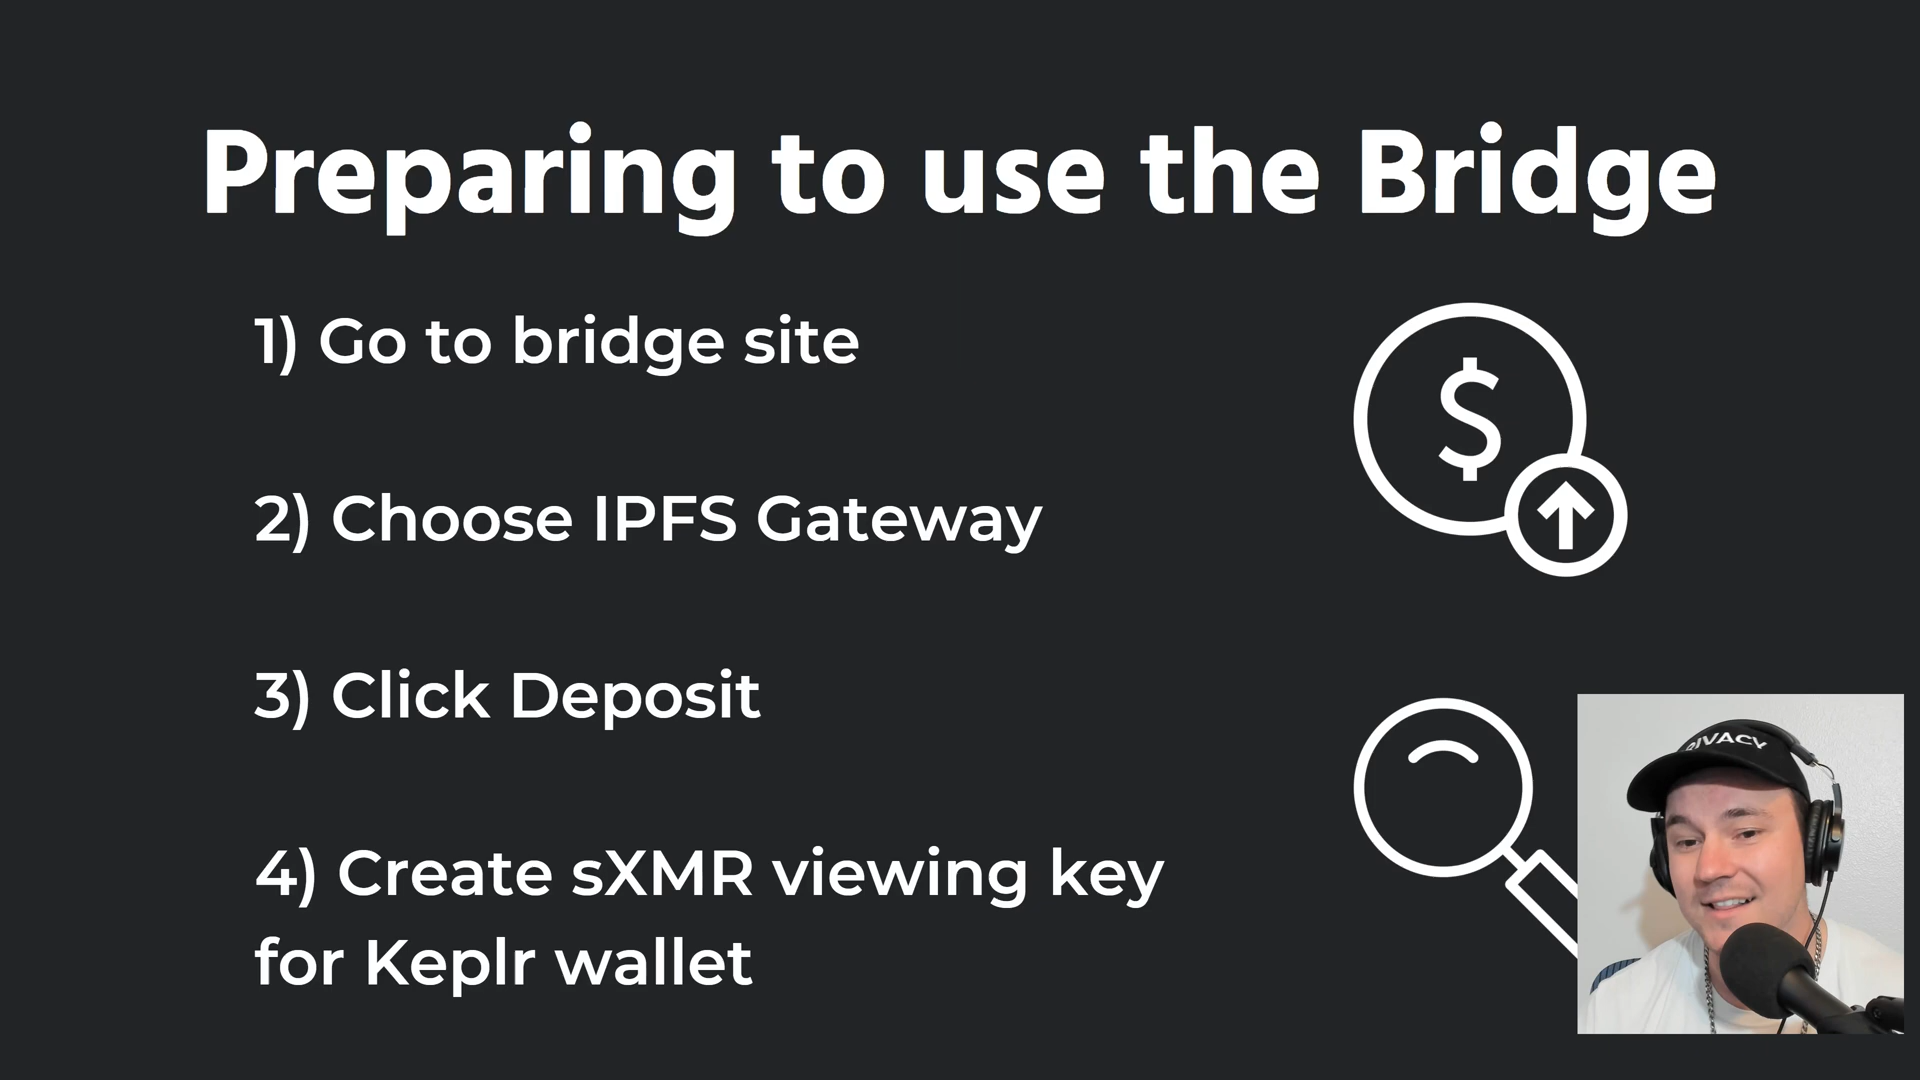 Preparing to use the Bridge
1) Go to bridge site
2) Choose IPFS Gateway
3) Click Deposit
4) Create sXMR viewing key
for Keplr wallet
$
RIVACY